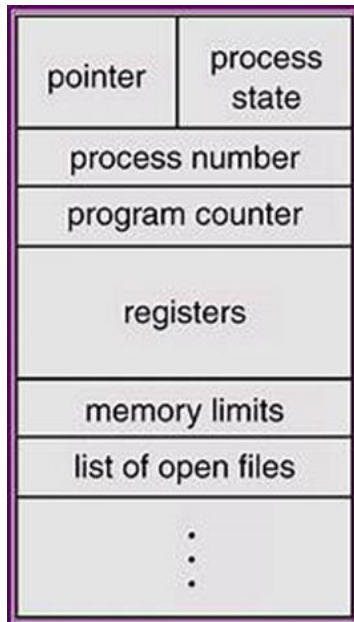 pointer
process
state
process number
program counter
registers
memory limits
list of open files